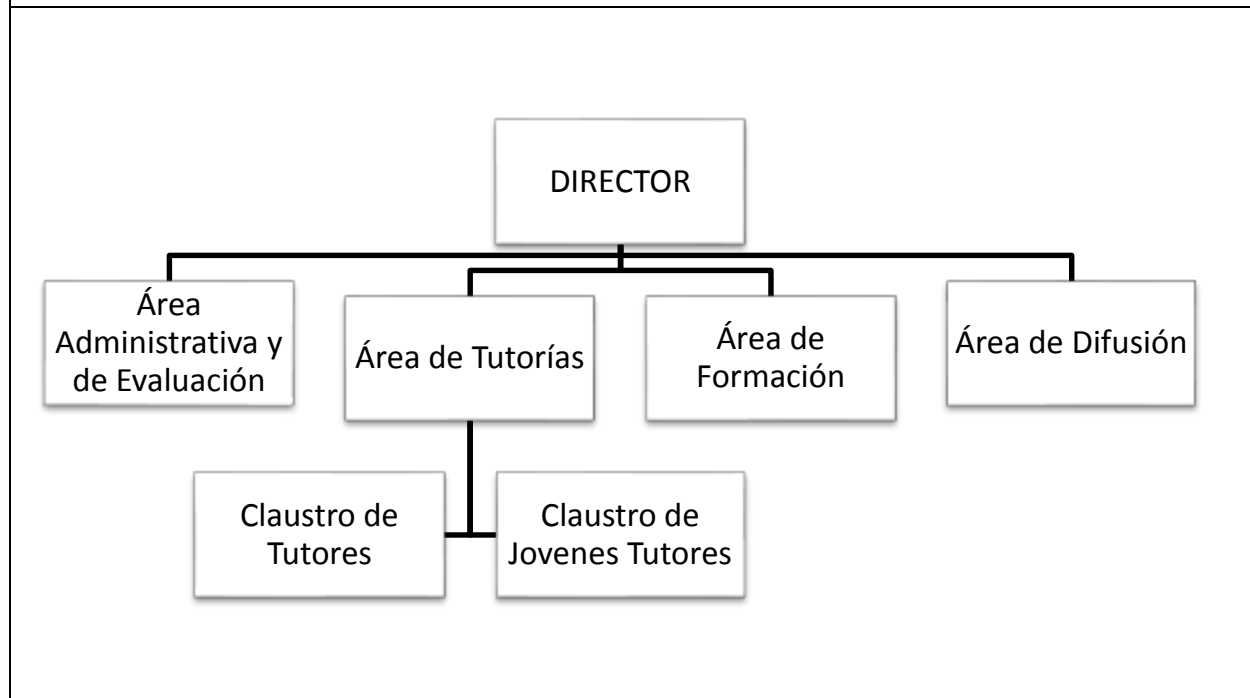 DIRECTOR
Área
Administrativa y
de Evaluación
Área de Tutorías
Área de
Formación
Área de Difusión
Claustro de
Tutores
Claustro de
Jovenes Tutores